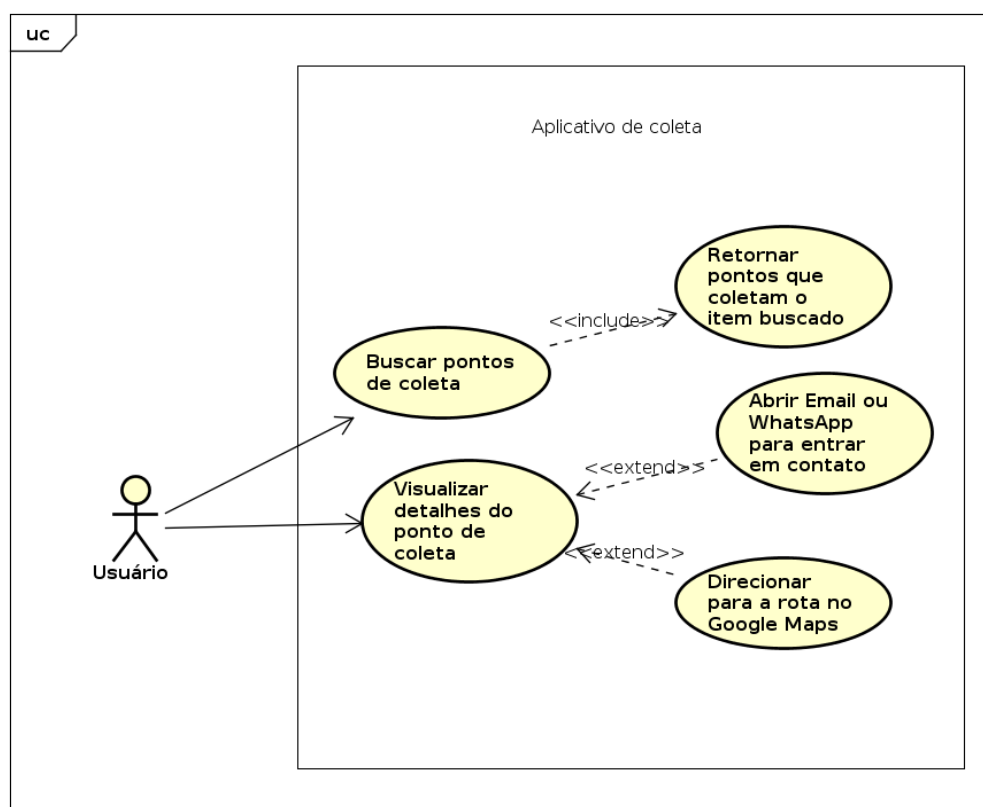 uc
Aplicativo de coleta
Retornar
pontos que
coletam o
item buscado
<<include>>
Buscar pontos
de coleta
Abrir Email ou
WhatsApp
para entrar
em contato
<<extend>>
Visualizar
detalhes do
ponto de
coleta
<<extend>>
Direcionar
para a rota no
Google Maps
Usuário